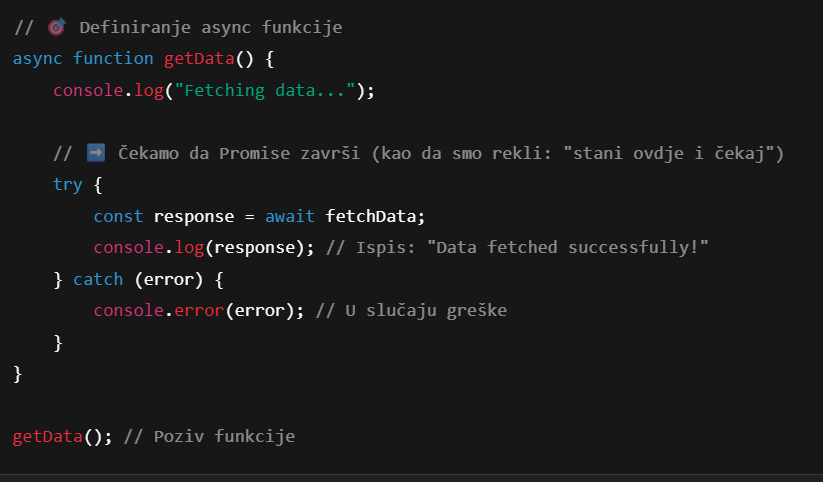 // 🎯 Definiranje async funkcije
async function getData() {
    console.log("Fetching data...");

    // ➡️ Čekamo da Promise završi (kao da smo rekli: "stani ovdje i čekaj")
    try {
        const response = await fetchData;
        console.log(response); // Ispis: "Data fetched successfully!"
    } catch (error) {
        console.error(error); // U slučaju greške
    }
}

getData(); // Poziv funkcije